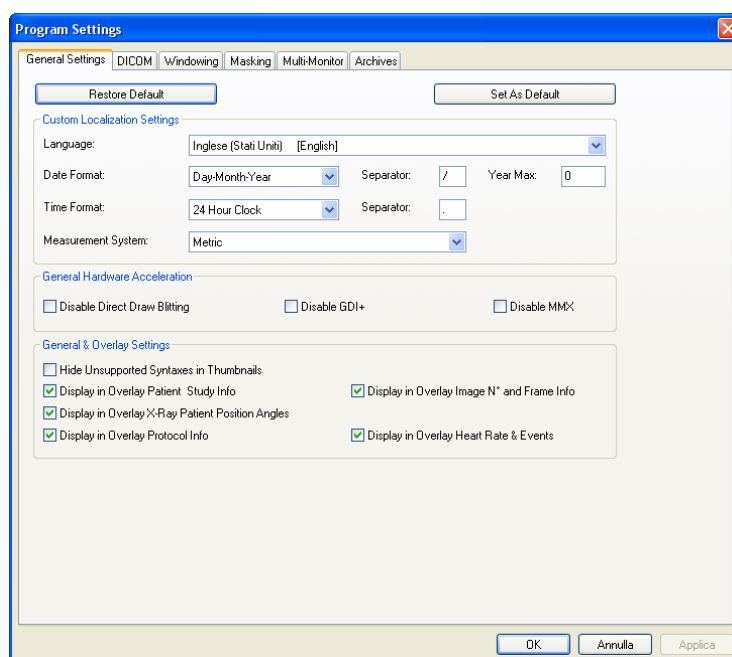 Program Settings
General Settings DICOM Windowing Masking Multi-Monitor Archives
Restore Default Set As Default
Custom Localization Settings
Language: Inglese (Stati Uniti) [English]
Date Format: Day-Month-Year Separator: / Year Max: 0
Time Format: 24 Hour Clock Separator: .
Measurement System: Metric
General Hardware Acceleration
Disable Direct Draw Blitting Disable GDI+ Disable MMX
General & Overlay Settings
Hide Unsupported Syntaxes in Thumbnails
Display in Overlay Patient Study Info Display in Overlay Image N° and Frame Info
Display in Overlay X-Ray Patient Position Angles
Display in Overlay Protocol Info Display in Overlay Heart Rate & Events
OK Annulla Applica